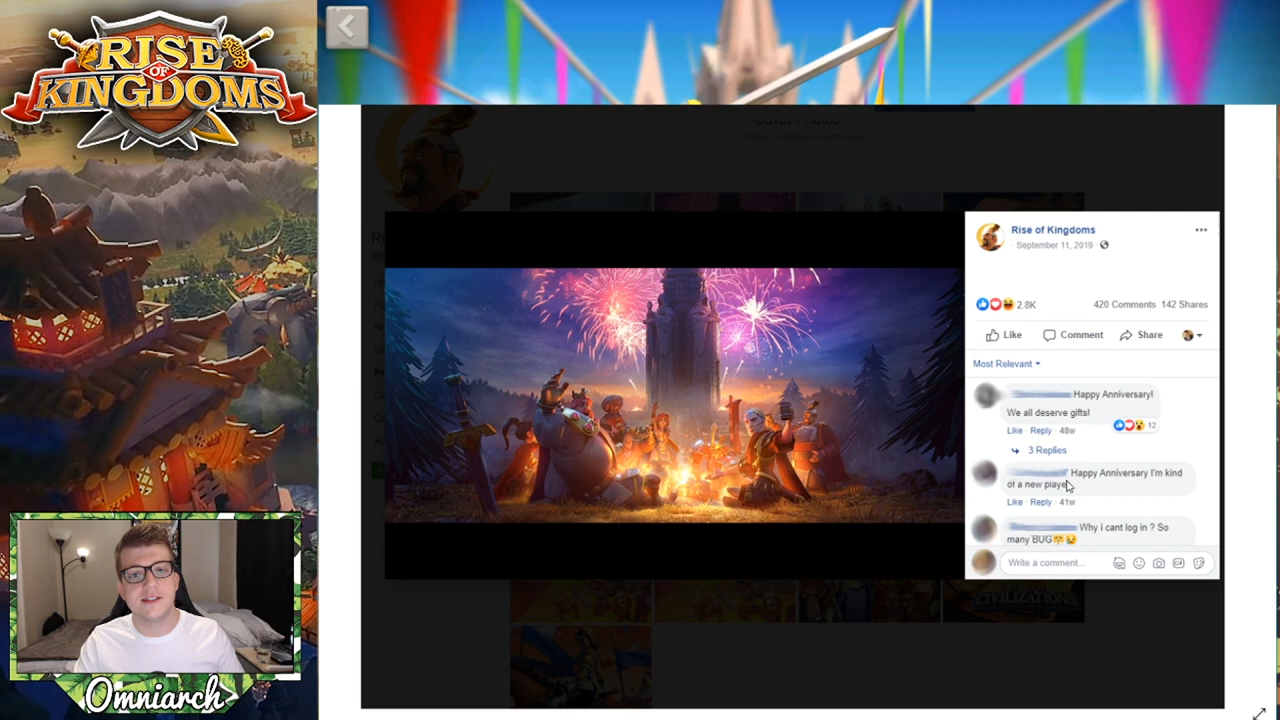 RISE
OF
KINGDOMS
Omniarch
Rise of Kingdoms
September 11, 2019
2.8K
420 Comments 142 Shares
Like Comment Share
Most Relevant
Happy Anniversary!
We all deserve gifts!
12
Like Reply 48w
3 Replies
Happy Anniversary I'm kind
of a new player
Like Reply 41w
Why i cant log in ? So
many BUG
Write a comment...
GIF
CIVILIZATIONS